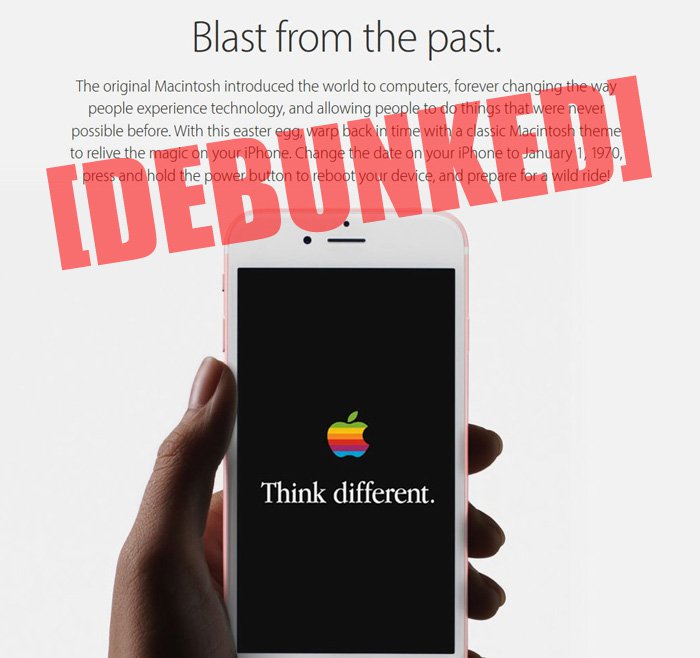 Blast from the past.
The original Macintosh introduced the world to computers, forever changing the way
people experience technology, and allowing people to do things that were never
possible before. With this easter egg, warp back in time with a classic Macintosh theme
to relive the magic on your iPhone. Change the date on your iPhone to January 1, 1970,
press and hold the power button to reboot your device, and prepare for a wild ride!
[DEBUNKED]
Think different.